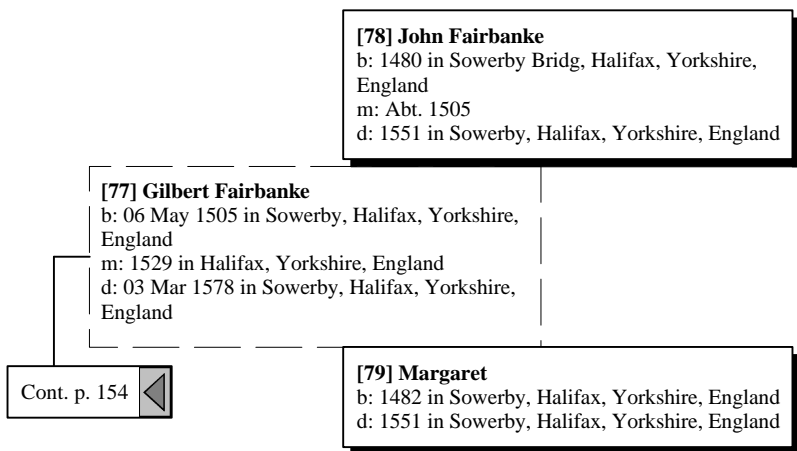 [78] John Fairbanke
b: 1480 in Sowerby Bridg, Halifax, Yorkshire,
England
m: Abt. 1505
d: 1551 in Sowerby, Halifax, Yorkshire, England
[77] Gilbert Fairbanke
b: 06 May 1505 in Sowerby, Halifax, Yorkshire,
England
m: 1529 in Halifax, Yorkshire, England
d: 03 Mar 1578 in Sowerby, Halifax, Yorkshire,
England
[79] Margaret
b: 1482 in Sowerby, Halifax, Yorkshire, England
d: 1551 in Sowerby, Halifax, Yorkshire, England
Cont. p. 154